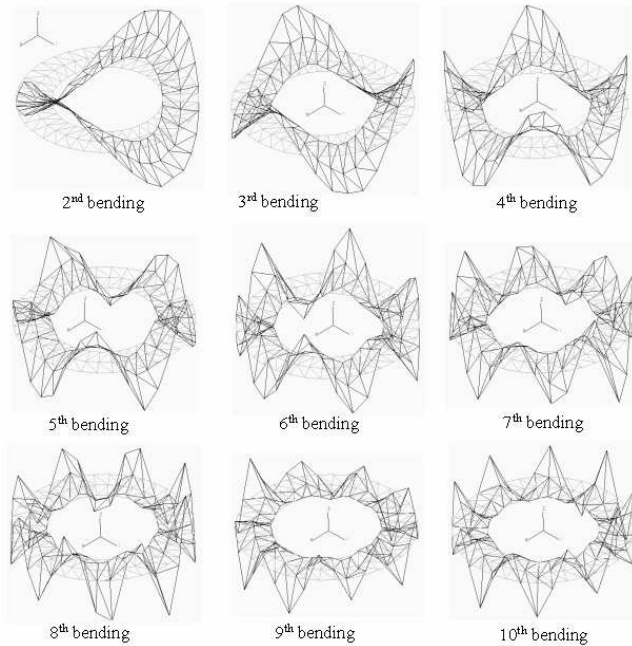 2nd bending
3rd bending
4th bending
5th bending
6th bending
7th bending
8th bending
9th bending
10th bending